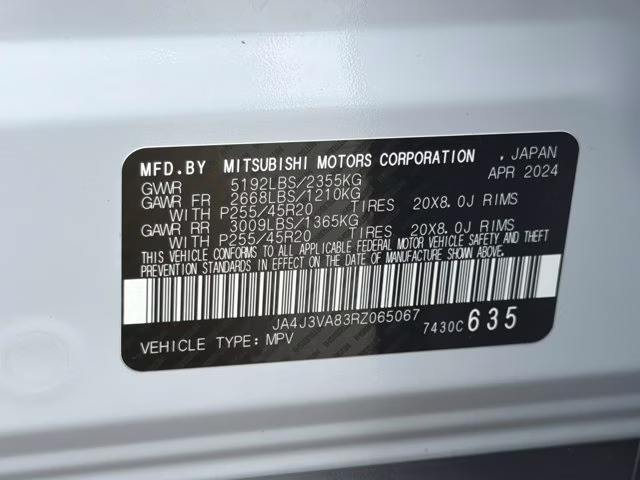 MFD.BY MITSUBISHI MOTORS CORPORATION , JAPAN
GVWR 5192LBS/2355KG APR 2024
GAWR FR 2668LBS/1210KG
WITH P255/45R20 TIRES 20X8.0J RIMS
GAWR RR 3009LBS/1365KG
WITH P255/45R20 TIRES 20X8.0J RIMS
THIS VEHICLE CONFORMS TO ALL APPLICABLE FEDERAL MOTOR VEHICLE SAFETY AND THEFT
PREVENTION STANDARDS IN EFFECT ON THE DATE OF MANUFACTURE SHOWN ABOVE.
JA4J3VA83RZ065067 7430C 635
VEHICLE TYPE: MPV